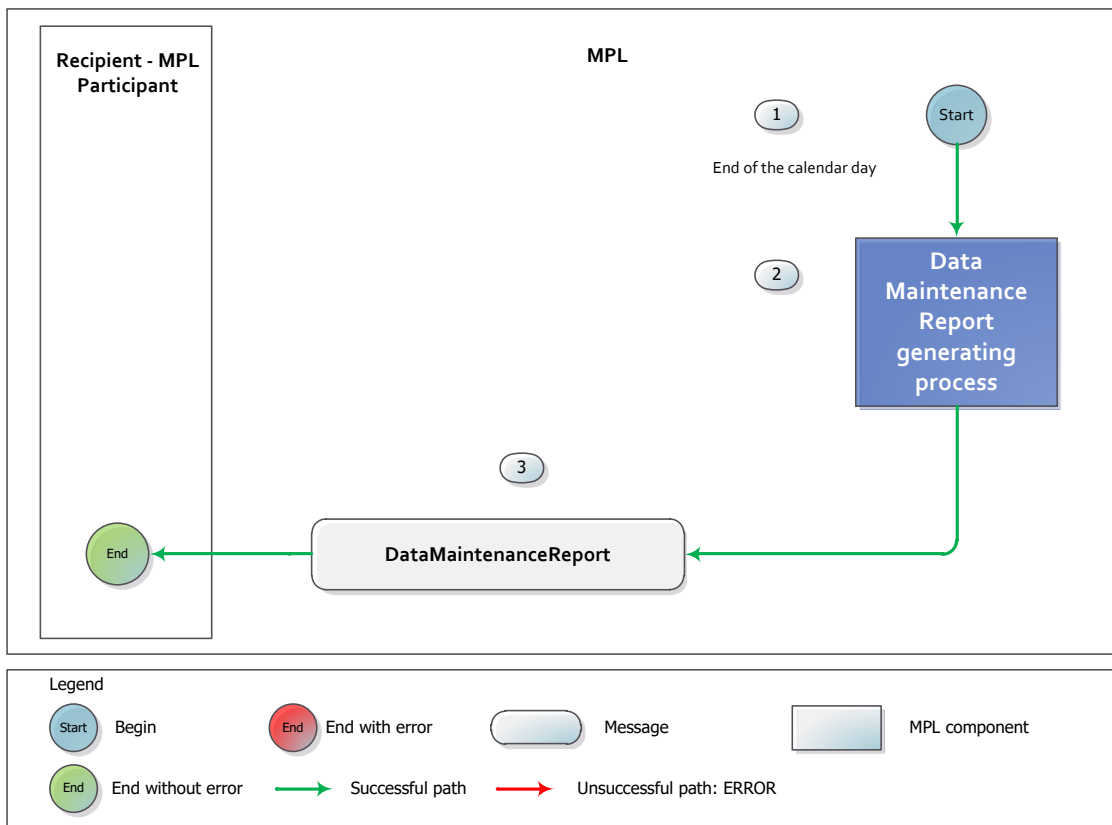 Recipient - MPL
Participant
MPL
1
Start
End of the calendar day
2
Data
Maintenance
Report
generating
process
3
End
DataMaintenanceReport
Legend
Start
Begin
End
End with error
Message
MPL component
End
End without error
Successful path
Unsuccessful path: ERROR